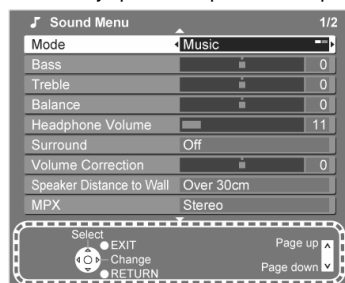 Sound Menu 1/2
Mode Music
Bass 0
Treble 0
Balance 0
Headphone Volume 11
Surround Off
Volume Correction 0
Speaker Distance to Wall Over 30cm
MPX Stereo
Select
EXIT
Change
RETURN
Page up
Page down